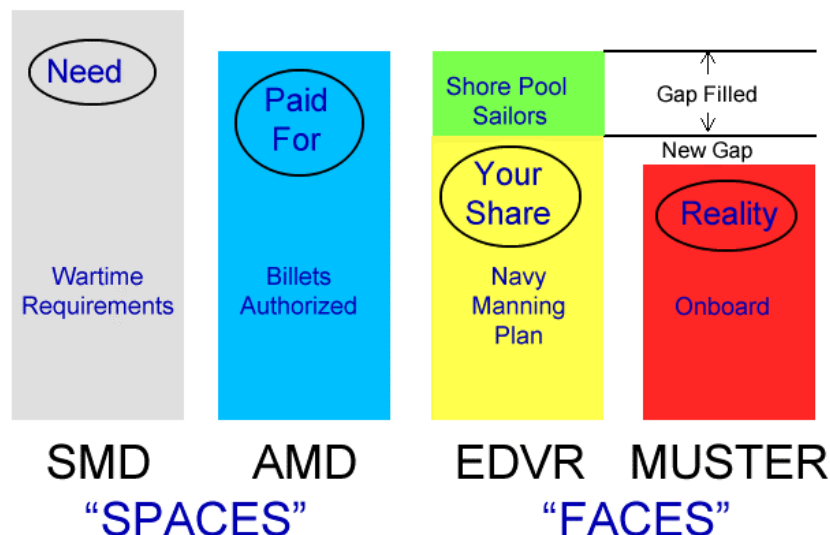 Need
Wartime
Requirements
Paid
For
Billets
Authorized
Shore Pool
Sailors
Your
Share
Navy
Manning
Plan
Gap Filled
New Gap
Reality
Onboard
SMD
AMD
EDVR
MUSTER
“SPACES”
“FACES”